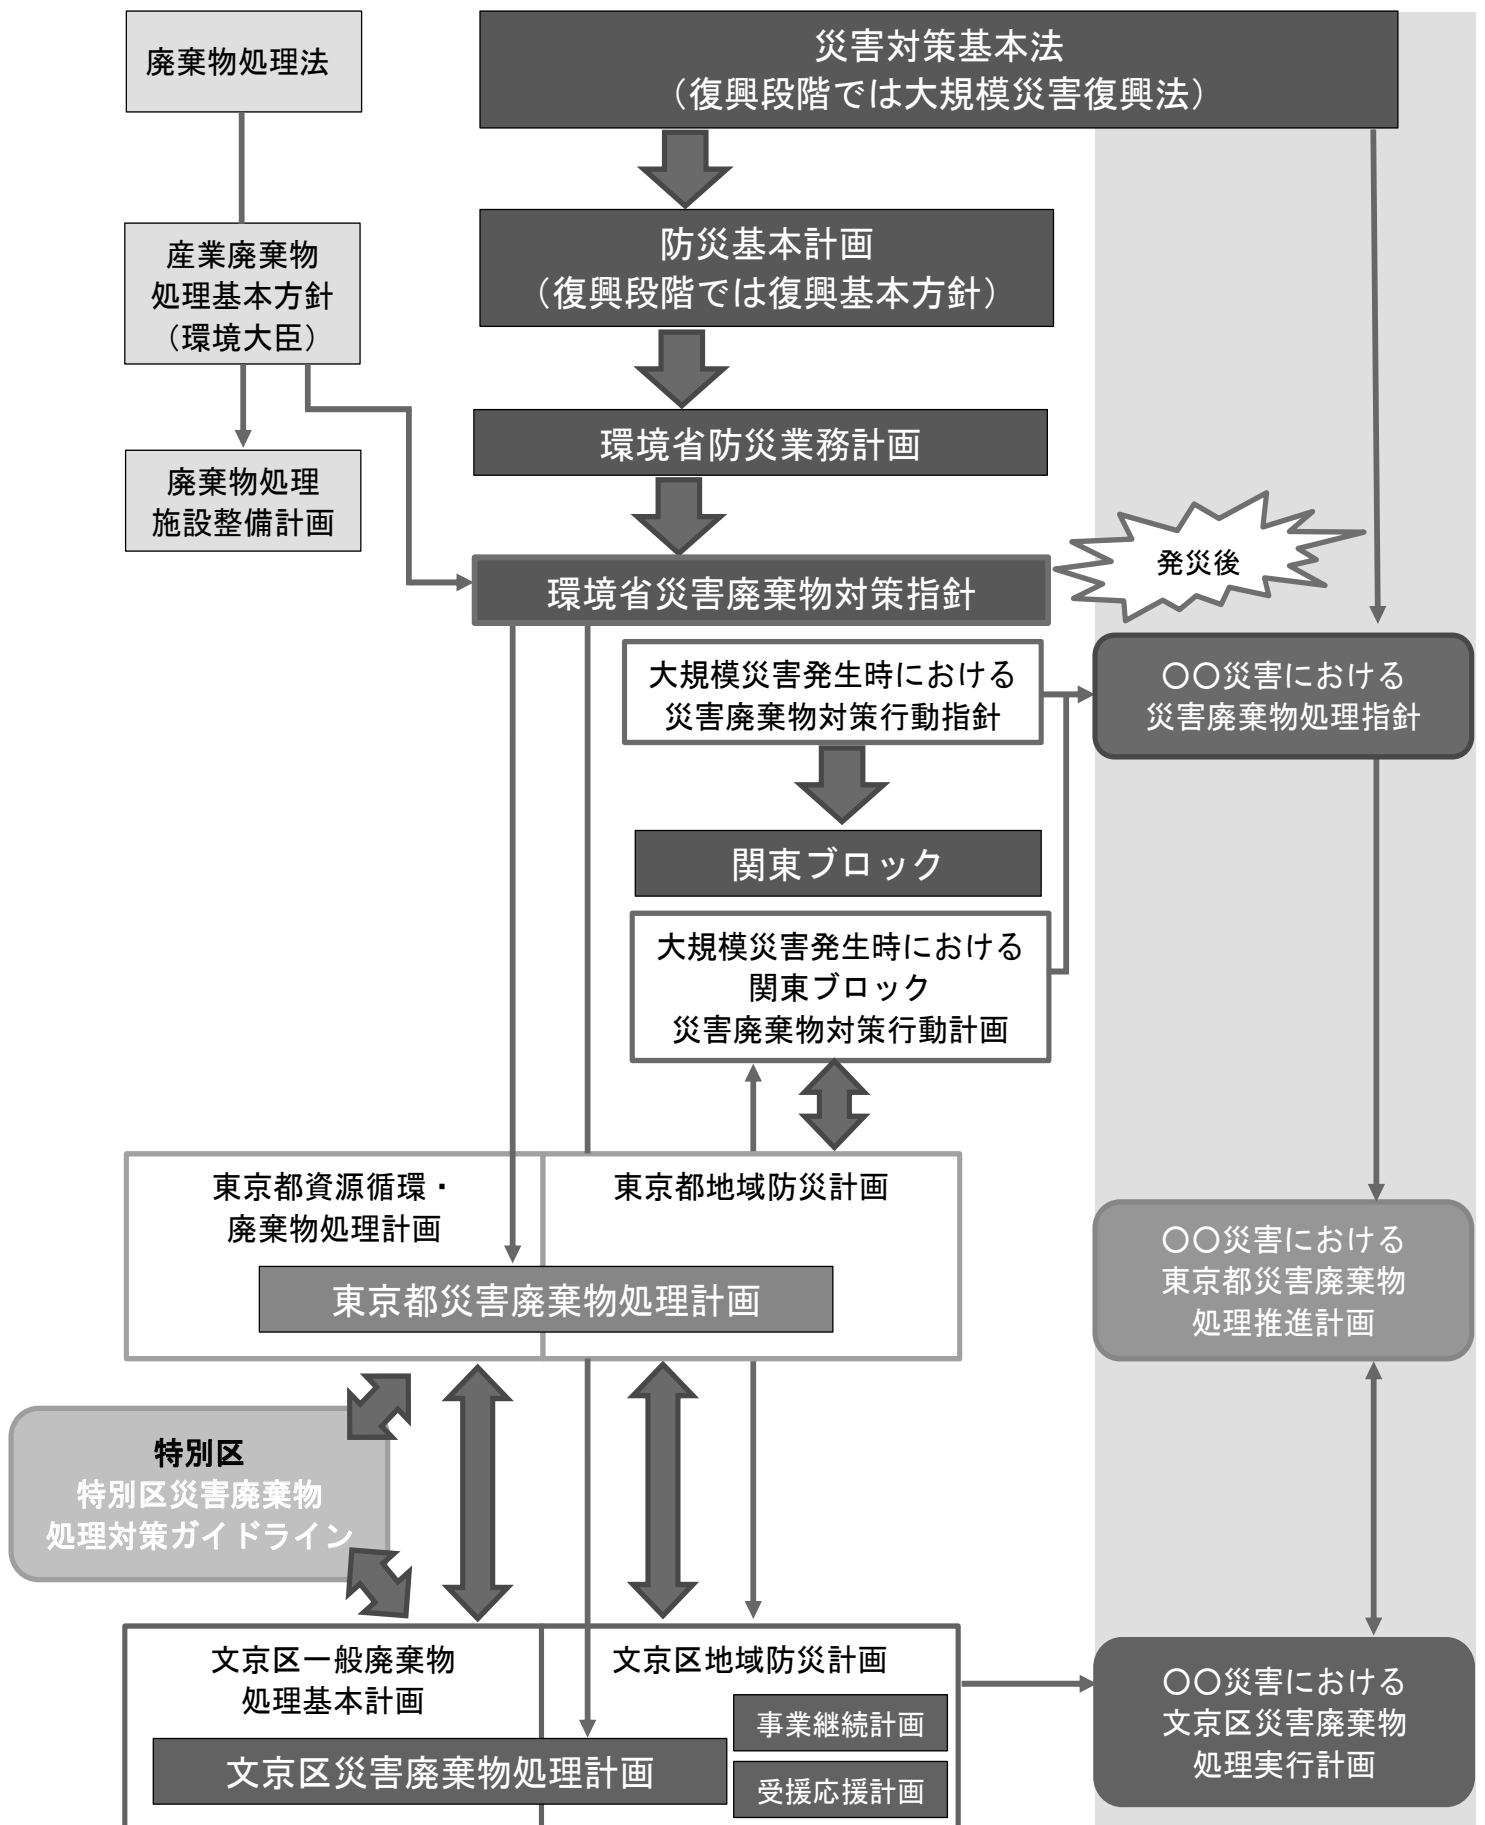 廃棄物処理法
災害対策基本法
（復興段階では大規模災害復興法）
産業廃棄物
処理基本方針
（環境大臣）
防災基本計画
（復興段階では復興基本方針）
廃棄物処理
施設整備計画
環境省防災業務計画
環境省災害廃棄物対策指針
発災後
大規模災害発生時における
災害廃棄物対策行動指針
〇〇災害における
災害廃棄物処理指針
関東ブロック
大規模災害発生時における
関東ブロック
災害廃棄物対策行動計画
東京都資源循環・
廃棄物処理計画
東京都地域防災計画
東京都災害廃棄物処理計画
〇〇災害における
東京都災害廃棄物
処理推進計画
特別区
特別区災害廃棄物
処理対策ガイドライン
文京区一般廃棄物
処理基本計画
文京区地域防災計画
事業継続計画
文京区災害廃棄物処理計画
受援応援計画
〇〇災害における
文京区災害廃棄物
処理実行計画